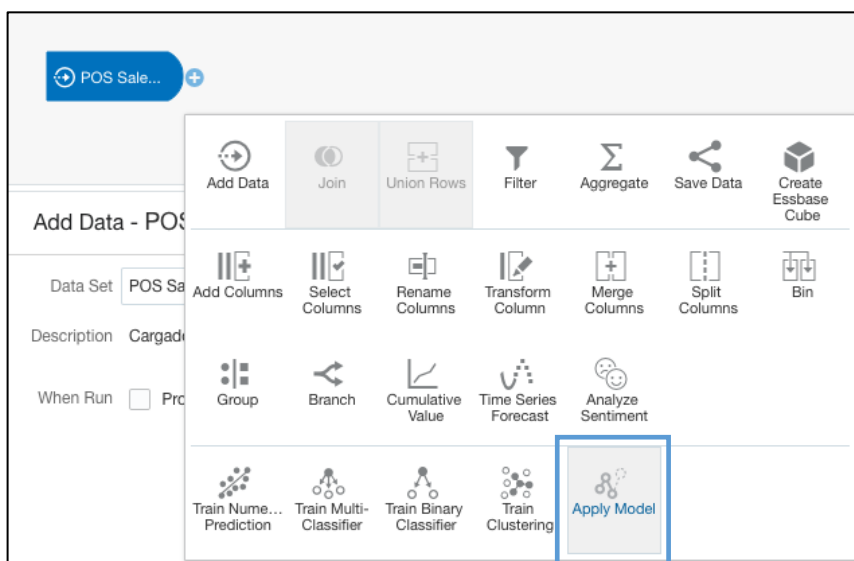 POS Sale...
Add Data
Join
Union Rows
Filter
Aggregate
Save Data
Create
Essbase
Cube
Add Data - POS
Data Set
POS Sa
Add Columns
Select
Columns
Rename
Columns
Transform
Column
Merge
Columns
Split
Columns
Bin
Description
Cargad
When Run
Pro
Group
Branch
Cumulative
Value
Time Series
Forecast
Analyze
Sentiment
Train Nume...
Prediction
Train Multi-
Classifier
Train Binary
Classifier
Train
Clustering
Apply Model